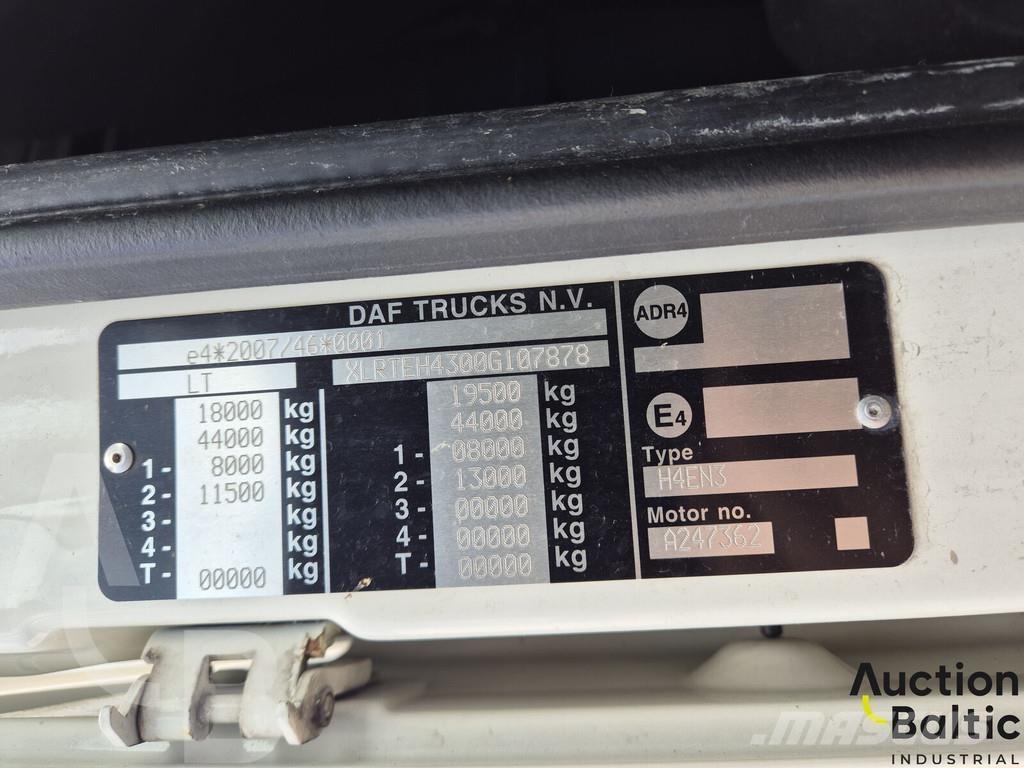 DAF TRUCKS N.V.
e4*2007/46*0001
LT XLRTEH4300G107878
18000 kg
44000 kg
1- 8000 kg
2- 11500 kg
3- kg
4- kg
T- 00000 kg
19500 kg
44000 kg
1- 08000 kg
2- 13000 kg
3- 00000 kg
4- 00000 kg
T- 00000 kg
ADR4
E4
Type
H4EN3
Motor no.
A247362
Auction
Baltic
INDUSTRIAL
MASCUS